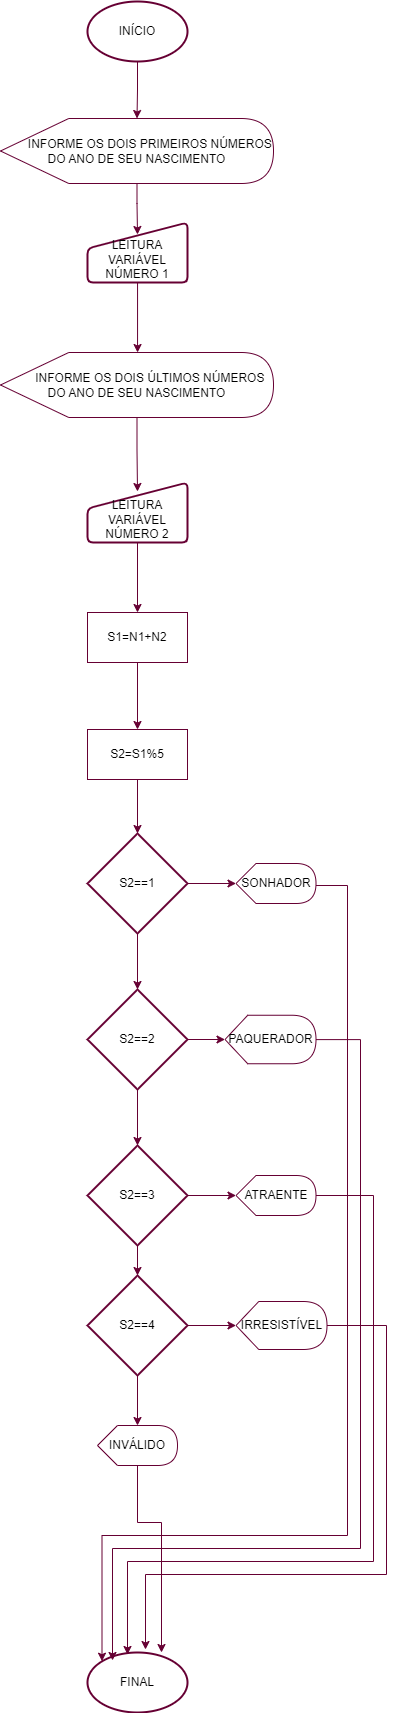 INÍCIO
INFORME OS DOIS PRIMEIROS NÚMEROS
DO ANO DE SEU NASCIMENTO
LEITURA
VARIÁVEL
NÚMERO 1
INFORME OS DOIS ÚLTIMOS NÚMEROS
DO ANO DE SEU NASCIMENTO
LEITURA
VARIÁVEL
NÚMERO 2
S1=N1+N2
S2=S1%5
S2==1
SONHADOR
S2==2
PAQUERADOR
S2==3
ATRAENTE
S2==4
IRRESISTÍVEL
INVÁLIDO
FINAL